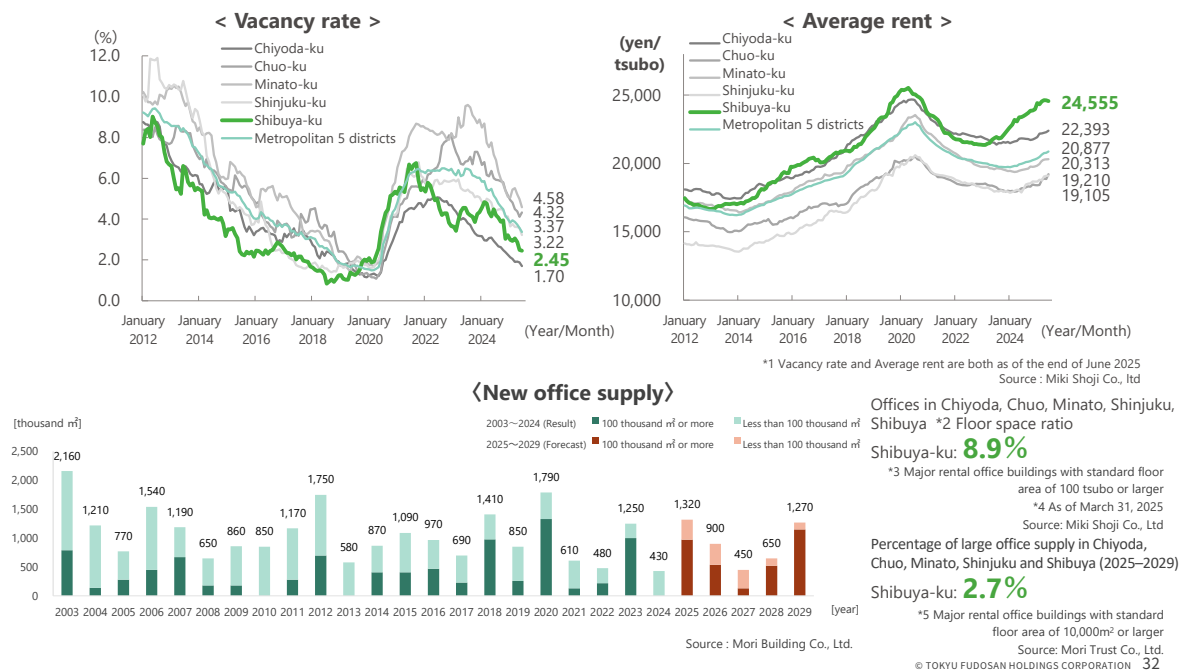 < Vacancy rate >
(%)
Chiyoda-ku
Chuo-ku
Minato-ku
Shinjuku-ku
Shibuya-ku
Metropolitan 5 districts
12.0
10.0
8.0
6.0
4.0
2.0
0.0
4.58
4.32
3.37
3.22
2.45
1.70
January 2012
January 2014
January 2016
January 2018
January 2020
January 2022
January 2024
(Year/Month)
< Average rent >
(yen/
tsubo)
Chiyoda-ku
Chuo-ku
Minato-ku
Shinjuku-ku
Shibuya-ku
Metropolitan 5 districts
25,000
20,000
15,000
10,000
24,555
22,393
20,877
20,313
19,210
19,105
January 2012
January 2014
January 2016
January 2018
January 2020
January 2022
January 2024
(Year/Month)
*1 Vacancy rate and Average rent are both as of the end of June 2025
Source : Miki Shoji Co., ltd
〈New office supply〉
[thousand ㎡]
2003～2024 (Result) 100 thousand ㎡ or more Less than 100 thousand ㎡
2025～2029 (Forecast) 100 thousand ㎡ or more Less than 100 thousand ㎡
2,500
2,000
1,500
1,000
500
0
2,160 1,210 770 1,540 1,190 650 860 850 1,170 1,750 580 870 1,090 970 690 1,410 850 1,790 610 480 1,250 430 1,320 900 450 650 1,270
2003 2004 2005 2006 2007 2008 2009 2010 2011 2012 2013 2014 2015 2016 2017 2018 2019 2020 2021 2022 2023 2024 2025 2026 2027 2028 2029 [year]
Source : Mori Building Co., Ltd.
Offices in Chiyoda, Chuo, Minato, Shinjuku,
Shibuya *2 Floor space ratio
Shibuya-ku: 8.9%
*3 Major rental office buildings with standard floor
area of 100 tsubo or larger
*4 As of March 31, 2025
Source: Miki Shoji Co., Ltd
Percentage of large office supply in Chiyoda,
Chuo, Minato, Shinjuku and Shibuya (2025–2029)
Shibuya-ku: 2.7%
*5 Major rental office buildings with standard
floor area of 10,000m² or larger
Source: Mori Trust Co., Ltd.
© TOKYU FUDOSAN HOLDINGS CORPORATION 32